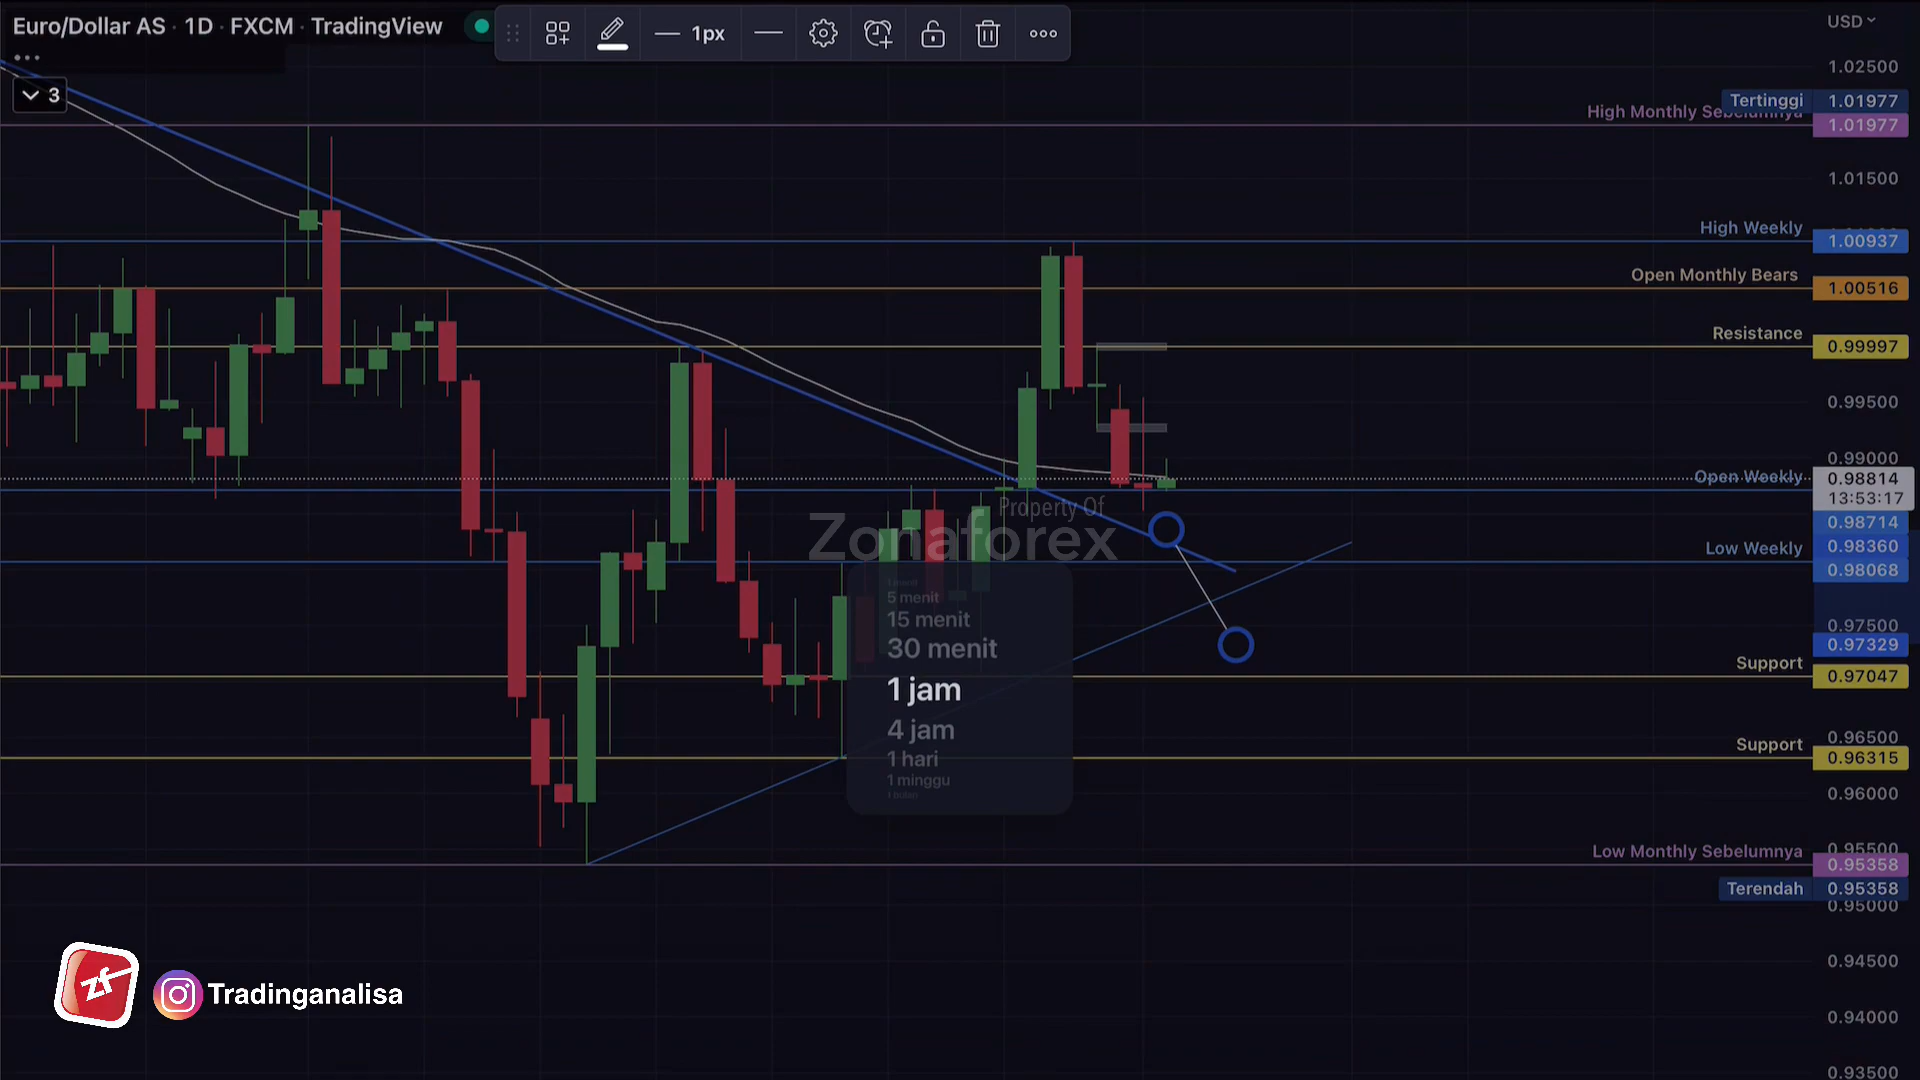 Euro/Dollar AS · 1D · FXCM · TradingView
1px
USD
3
1.02500
Tertinggi 1.01977
High Monthly Sebelumnya 1.01977
1.01500
High Weekly 1.00937
Open Monthly Bears 1.00516
Resistance 0.99997
0.99500
0.99000
Open Weekly 0.98814
13:53:17
0.98714
Low Weekly 0.98360
0.98068
0.97500
0.97329
Support 0.97047
0.96500
Support 0.96315
0.96000
0.95500
Low Monthly Sebelumnya 0.95358
Terendah 0.95358
0.95000
0.94500
0.94000
0.93500
Property Of
Zonaforex
5 menit
15 menit
30 menit
1 jam
4 jam
1 hari
1 minggu
1 bulan
zf
Tradinganalisa